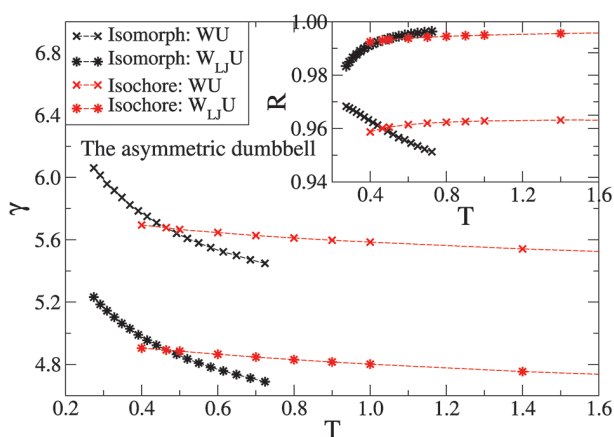 Isomorph: WU
Isomorph: W_LJU
Isochore: WU
Isochore: W_LJU
The asymmetric dumbbell
γ
6.8
6.0
5.2
4.8
5.6
6.4
T
0.2 0.4 0.6 0.8 1.0 1.2 1.4 1.6
R
1.00
0.98
0.96
0.94
0.4 0.8 1.2 1.6
T